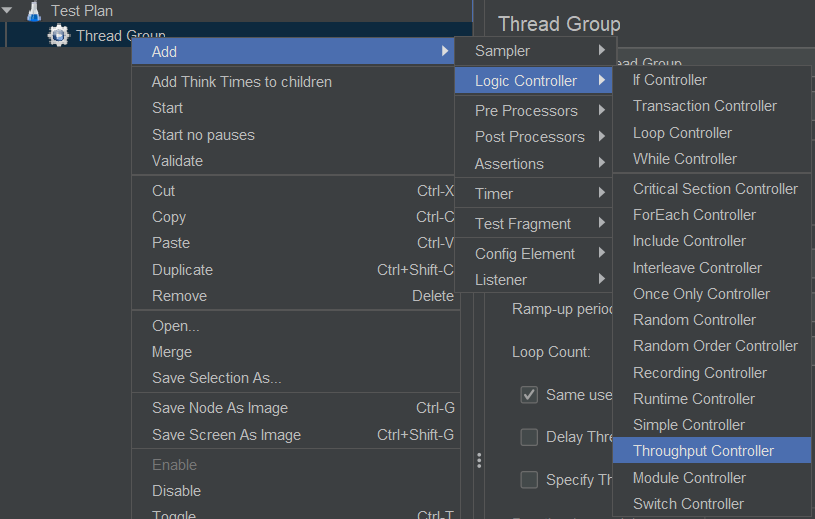 Test Plan
Thread Group
Add
Add Think Times to children
Start
Start no pauses
Validate
Cut Ctrl-X
Copy Ctrl-C
Paste Ctrl-V
Duplicate Ctrl+Shift-C
Remove Delete
Open...
Merge
Save Selection As...
Save Node As Image Ctrl-G
Save Screen As Image Ctrl+Shift-G
Enable
Disable
Toggle Ctrl-T
Sampler
Logic Controller
Pre Processors
Post Processors
Assertions
Timer
Test Fragment
Config Element
Listener
If Controller
Transaction Controller
Loop Controller
While Controller
Critical Section Controller
ForEach Controller
Include Controller
Interleave Controller
Once Only Controller
Random Controller
Random Order Controller
Recording Controller
Runtime Controller
Simple Controller
Throughput Controller
Module Controller
Switch Controller
Thread Group
ead Group
Ramp-up perio
Loop Count:
Same use
Delay Thre
Specify Th